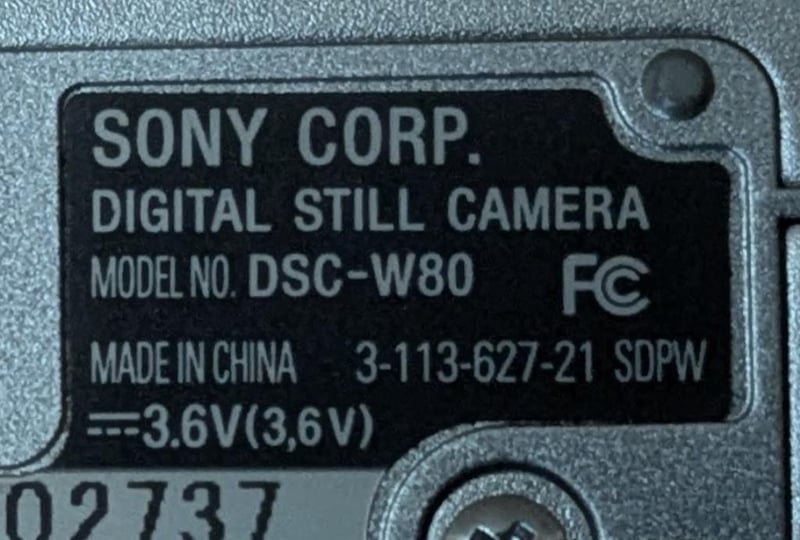 SONY CORP.
DIGITAL STILL CAMERA
MODEL NO. DSC-W80 FC
MADE IN CHINA 3-113-627-21 SDPW
⎓3.6V(3,6V)
02737